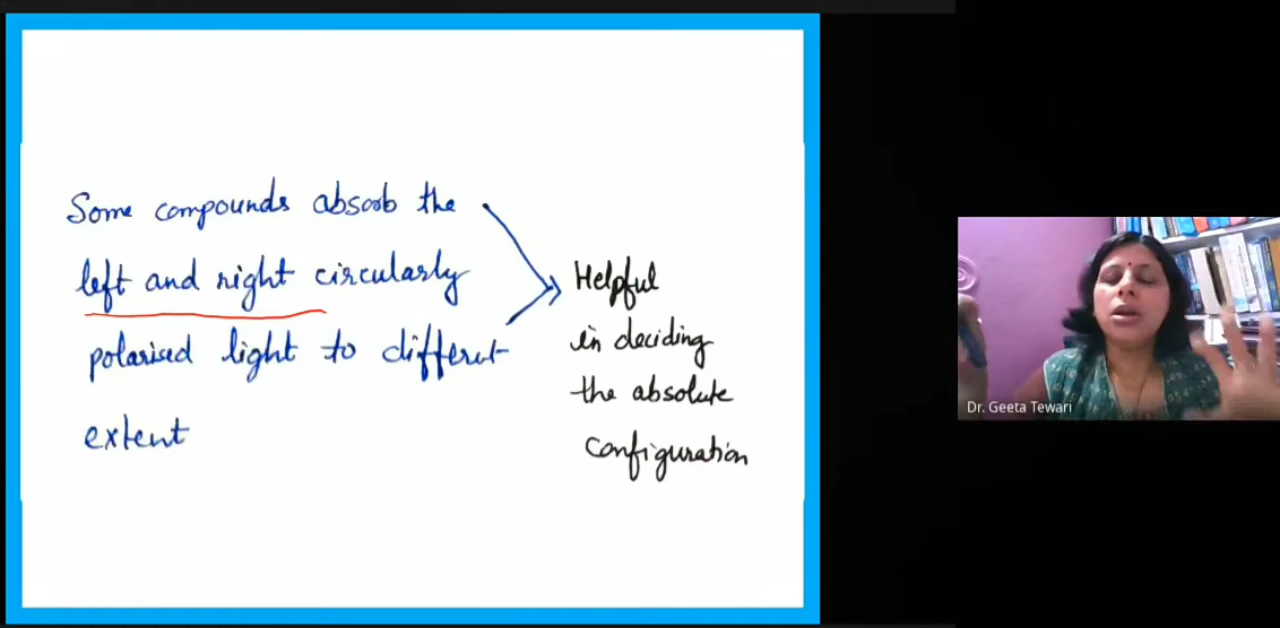 Some compounds absorb the
left and right circularly
polarised light to different
extent
Helpful
in deciding
the absolute
configuration
Dr. Geeta Tewari